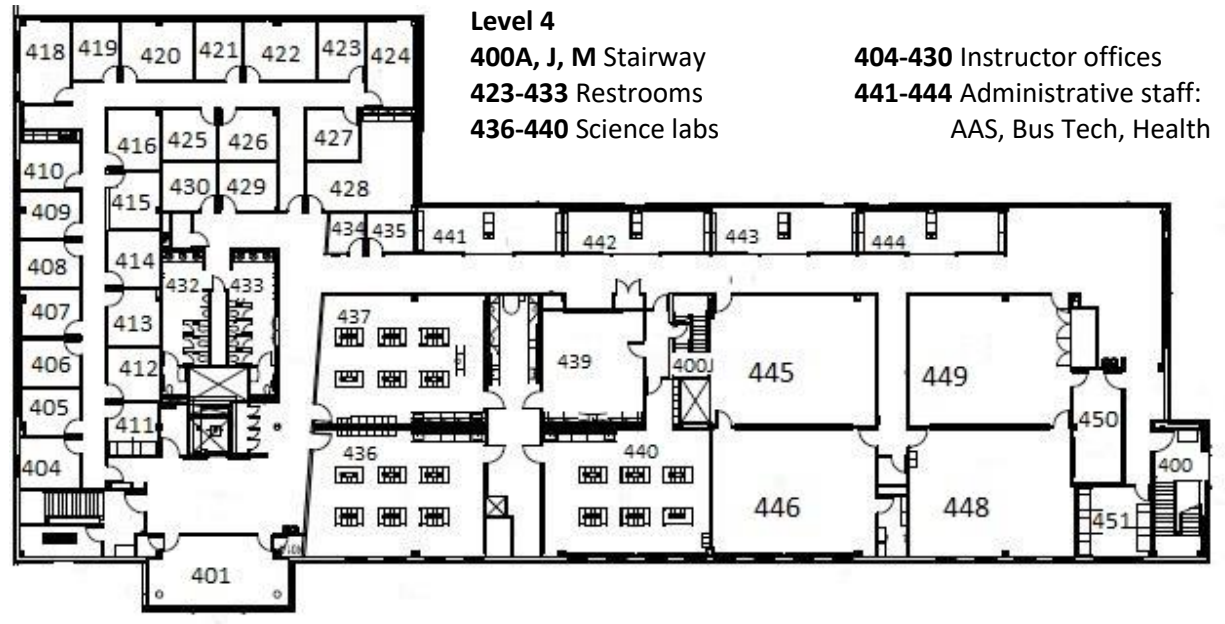 Level 4
400A, J, M Stairway
423-433 Restrooms
436-440 Science labs
404-430 Instructor offices
441-444 Administrative staff:
AAS, Bus Tech, Health
418 419 420 421 422 423 424
416 425 426 427
410
430 429 428
409 415
434 435 441 442 443 444
408 414 432 433
407 413 437
406 412 439 400J 445 449
405 411 450
404 436 440 400
446 448 451
401